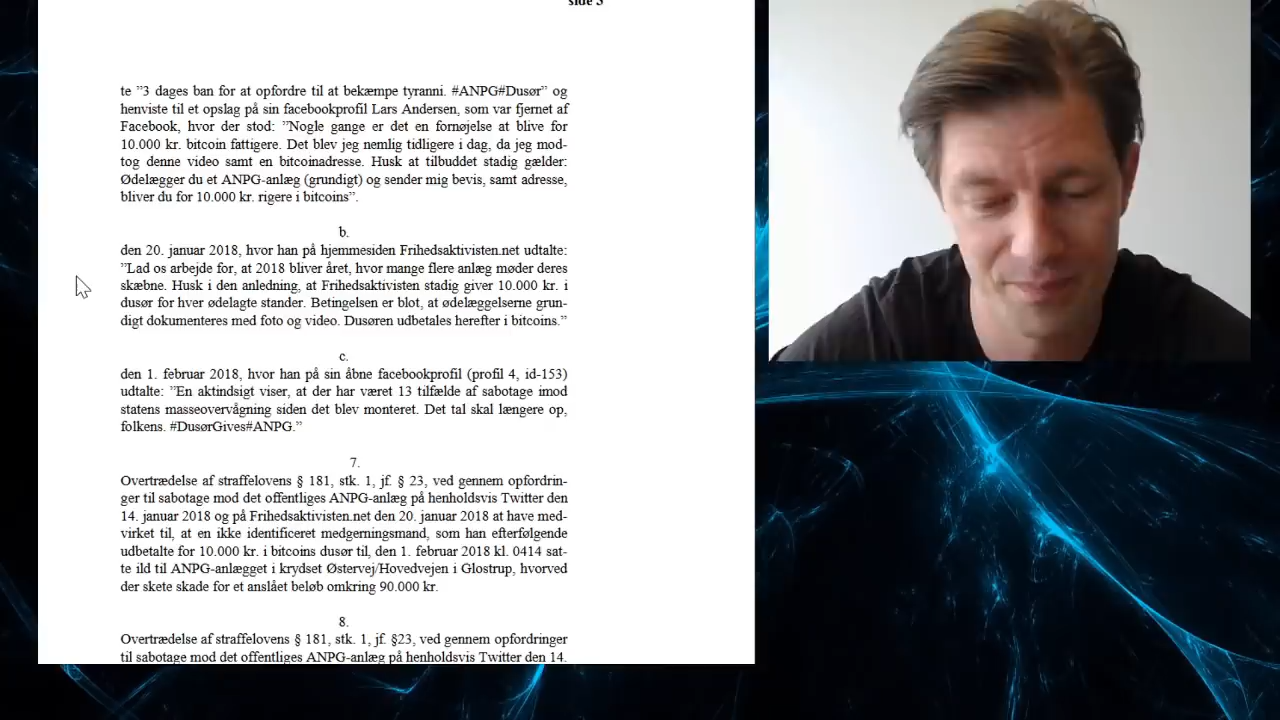 side 5
te ”3 dages ban for at opfordre til at bekæmpe tyranni. #ANPG#Dusør” og
henviste til et opslag på sin facebookprofil Lars Andersen, som var fjernet af
Facebook, hvor der stod: ”Nogle gange er det en fornøjelse at blive for
10.000 kr. bitcoin fattigere. Det blev jeg nemlig tidligere i dag, da jeg mod-
tog denne video samt en bitcoinadresse. Husk at tilbuddet stadig gælder:
Ødelægger du et ANPG-anlæg (grundigt) og sender mig bevis, samt adresse,
bliver du for 10.000 kr. rigere i bitcoins”.
b.
den 20. januar 2018, hvor han på hjemmesiden Frihedsaktivisten.net udtalte:
”Lad os arbejde for, at 2018 bliver året, hvor mange flere anlæg møder deres
skæbne. Husk i den anledning, at Frihedsaktivisten stadig giver 10.000 kr. i
dusør for hver ødelagte stander. Betingelsen er blot, at ødelæggelserne grun-
digt dokumenteres med foto og video. Dusøren udbetales herefter i bitcoins.”
c.
den 1. februar 2018, hvor han på sin åbne facebookprofil (profil 4, id-153)
udtalte: ”En aktindsigt viser, at der har været 13 tilfælde af sabotage imod
statens masseovervågning siden det blev monteret. Det tal skal længere op,
folkens. #DusørGives#ANPG.”
7.
Overtrædelse af straffelovens § 181, stk. 1, jf. § 23, ved gennem opfordrin-
ger til sabotage mod det offentliges ANPG-anlæg på henholdsvis Twitter den
14. januar 2018 og på Frihedsaktivisten.net den 20. januar 2018 at have med-
virket til, at en ikke identificeret medgerningsmand, som han efterfølgende
udbetalte for 10.000 kr. i bitcoins dusør til, den 1. februar 2018 kl. 0414 sat-
te ild til ANPG-anlægget i krydset Østervej/Hovedvejen i Glostrup, hvorved
der skete skade for et anslået beløb omkring 90.000 kr.
8.
Overtrædelse af straffelovens § 181, stk. 1, jf. §23, ved gennem opfordringer
til sabotage mod det offentliges ANPG-anlæg på henholdsvis Twitter den 14.